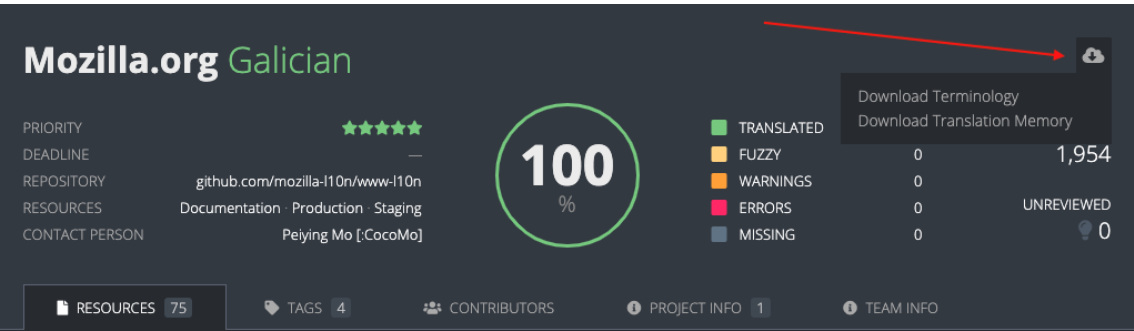 Mozilla.org Galician
Download Terminology
Download Translation Memory
PRIORITY
DEADLINE —
REPOSITORY github.com/mozilla-l10n/www-l10n
RESOURCES Documentation · Production · Staging
CONTACT PERSON Peiying Mo [:CocoMo]
100
%
TRANSLATED
FUZZY 0
WARNINGS 0
ERRORS 0
MISSING 0
1,954
UNREVIEWED
0
RESOURCES 75 TAGS 4 CONTRIBUTORS PROJECT INFO 1 TEAM INFO